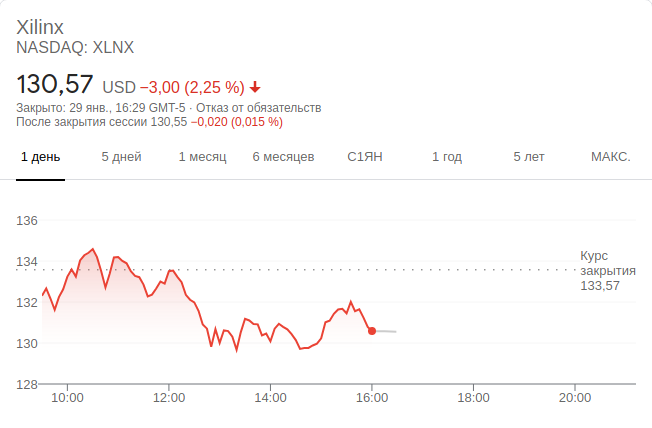 Xilinx
NASDAQ: XLNX
130,57 USD −3,00 (2,25 %)
Закрыто: 29 янв., 16:29 GMT-5 · Отказ от обязательств
После закрытия сессии 130,55 −0,020 (0,015 %)
1 день 5 дней 1 месяц 6 месяцев С1ЯН 1 год 5 лет МАКС.
136
134
132
130
128
Курс
закрытия
133,57
10:00 12:00 14:00 16:00 18:00 20:00